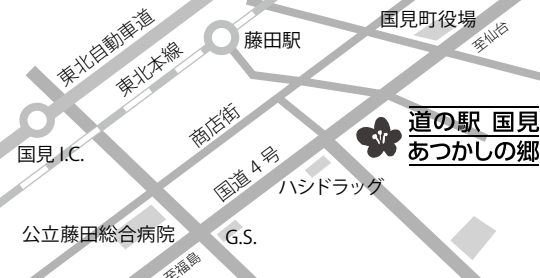 国見町役場
至仙台
東北自動車道
藤田駅
東北本線
商店街
道の駅 国見
あつかしの郷
国見 I.C.
国道 4 号
ハシドラッグ
公立藤田総合病院
G.S.
至福島